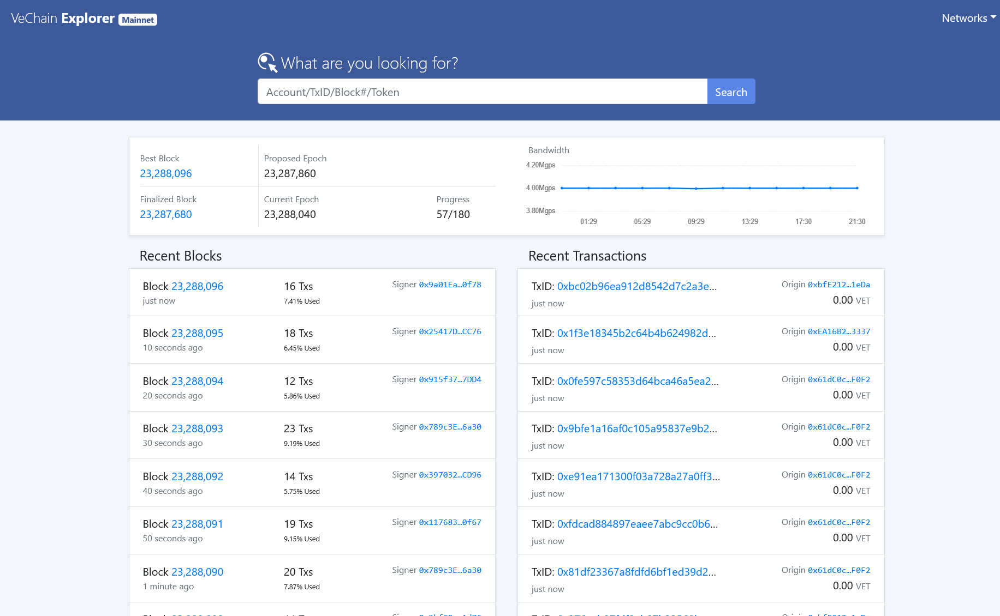 VeChain Explorer Mainnet
Networks
What are you looking for?
Account/TxID/Block#/Token
Search
Best Block
23,288,096
Proposed Epoch
23,287,860
Finalized Block
23,287,680
Current Epoch
23,288,040
Progress
57/180
Bandwidth
4.20Mgps
4.00Mgps
3.80Mgps
01:29 05:29 09:29 13:29 17:30 21:30
Recent Blocks
Block 23,288,096 16 Txs Signer 0x9a01Ea…0f78
just now 7.41% Used
Block 23,288,095 18 Txs Signer 0x25417D…CC76
10 seconds ago 6.45% Used
Block 23,288,094 12 Txs Signer 0x915f37…7DD4
20 seconds ago 5.86% Used
Block 23,288,093 23 Txs Signer 0x789c3E…6a30
30 seconds ago 9.19% Used
Block 23,288,092 14 Txs Signer 0x397032…CD96
40 seconds ago 5.75% Used
Block 23,288,091 19 Txs Signer 0x117683…0f67
50 seconds ago 9.15% Used
Block 23,288,090 20 Txs Signer 0x789c3E…6a30
1 minute ago 7.87% Used
Recent Transactions
TxID: 0xbc02b96ea912d8542d7c2a3e... Origin 0xbfE212…1eDa
just now 0.00 VET
TxID: 0x1f3e18345b2c64b4b624982d... Origin 0xEA16B2…3337
just now 0.00 VET
TxID: 0x0fe597c58353d64bca46a5ea2... Origin 0x61dC0c…F0F2
just now 0.00 VET
TxID: 0x9bfe1a16af0c105a95837e9b2... Origin 0x61dC0c…F0F2
just now 0.00 VET
TxID: 0xe91ea171300f03a728a27a0ff3... Origin 0x61dC0c…F0F2
just now 0.00 VET
TxID: 0xfdcad884897eaee7abc9cc0b6... Origin 0x61dC0c…F0F2
just now 0.00 VET
TxID: 0x81df23367a8fdfd6bf1ed39d2... Origin 0x61dC0c…F0F2
just now 0.00 VET